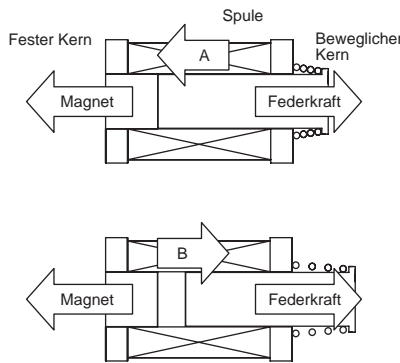 Spule
Fester Kern
Beweglicher
Kern
A
Magnet
Federkraft
B
Magnet
Federkraft